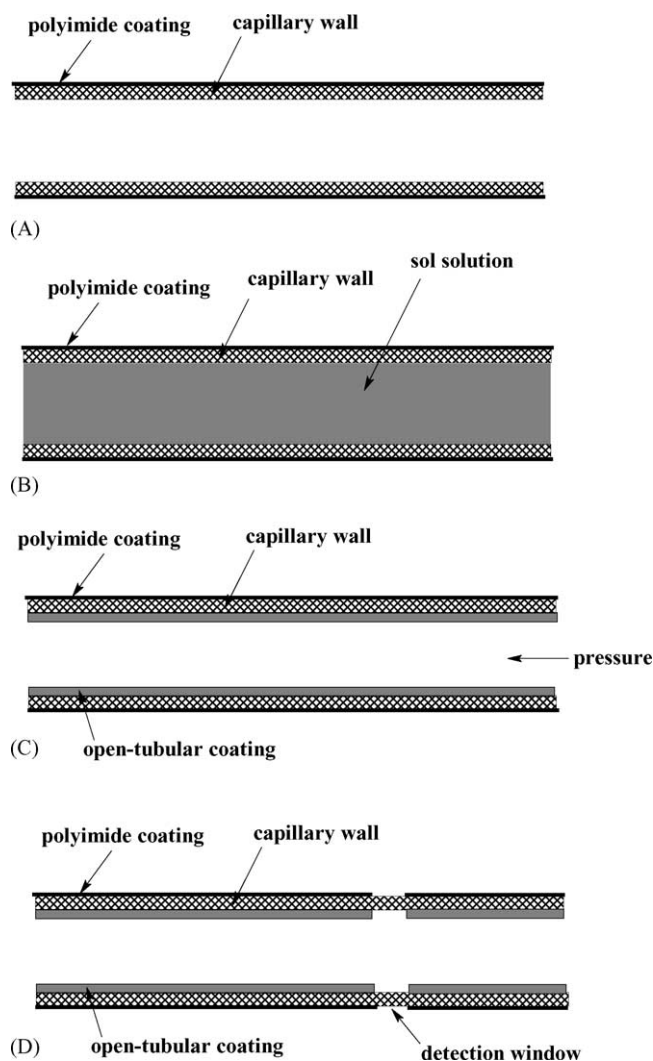 polyimide coating
capillary wall
(A)
sol solution
polyimide coating
capillary wall
(B)
polyimide coating
capillary wall
pressure
open-tubular coating
(C)
polyimide coating
capillary wall
open-tubular coating
detection window
(D)